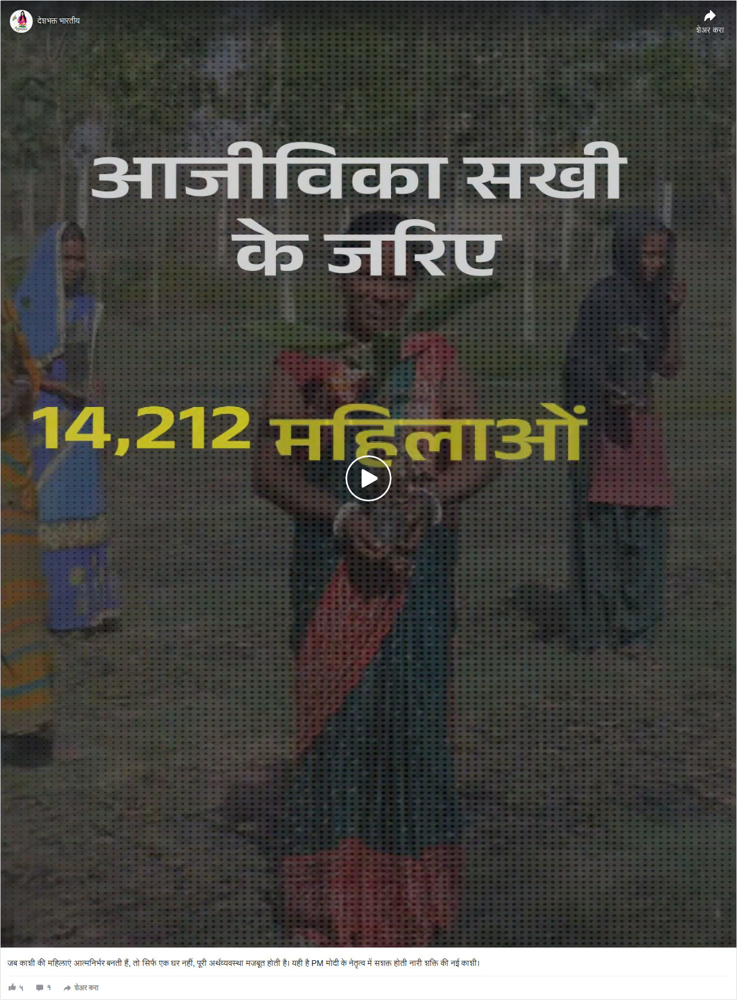 देशभक्त भारतीय
शेअर करा
आजीविका सखी
के जरिए
14,212 महिलाओं
जब काशी की महिलाएं आत्मनिर्भर बनती हैं, तो सिर्फ एक घर नहीं, पूरी अर्थव्यवस्था मजबूत होती है। यही है PM मोदी के नेतृत्व में सशक्त होती नारी शक्ति की नई काशी।
५ १ शेअर करा